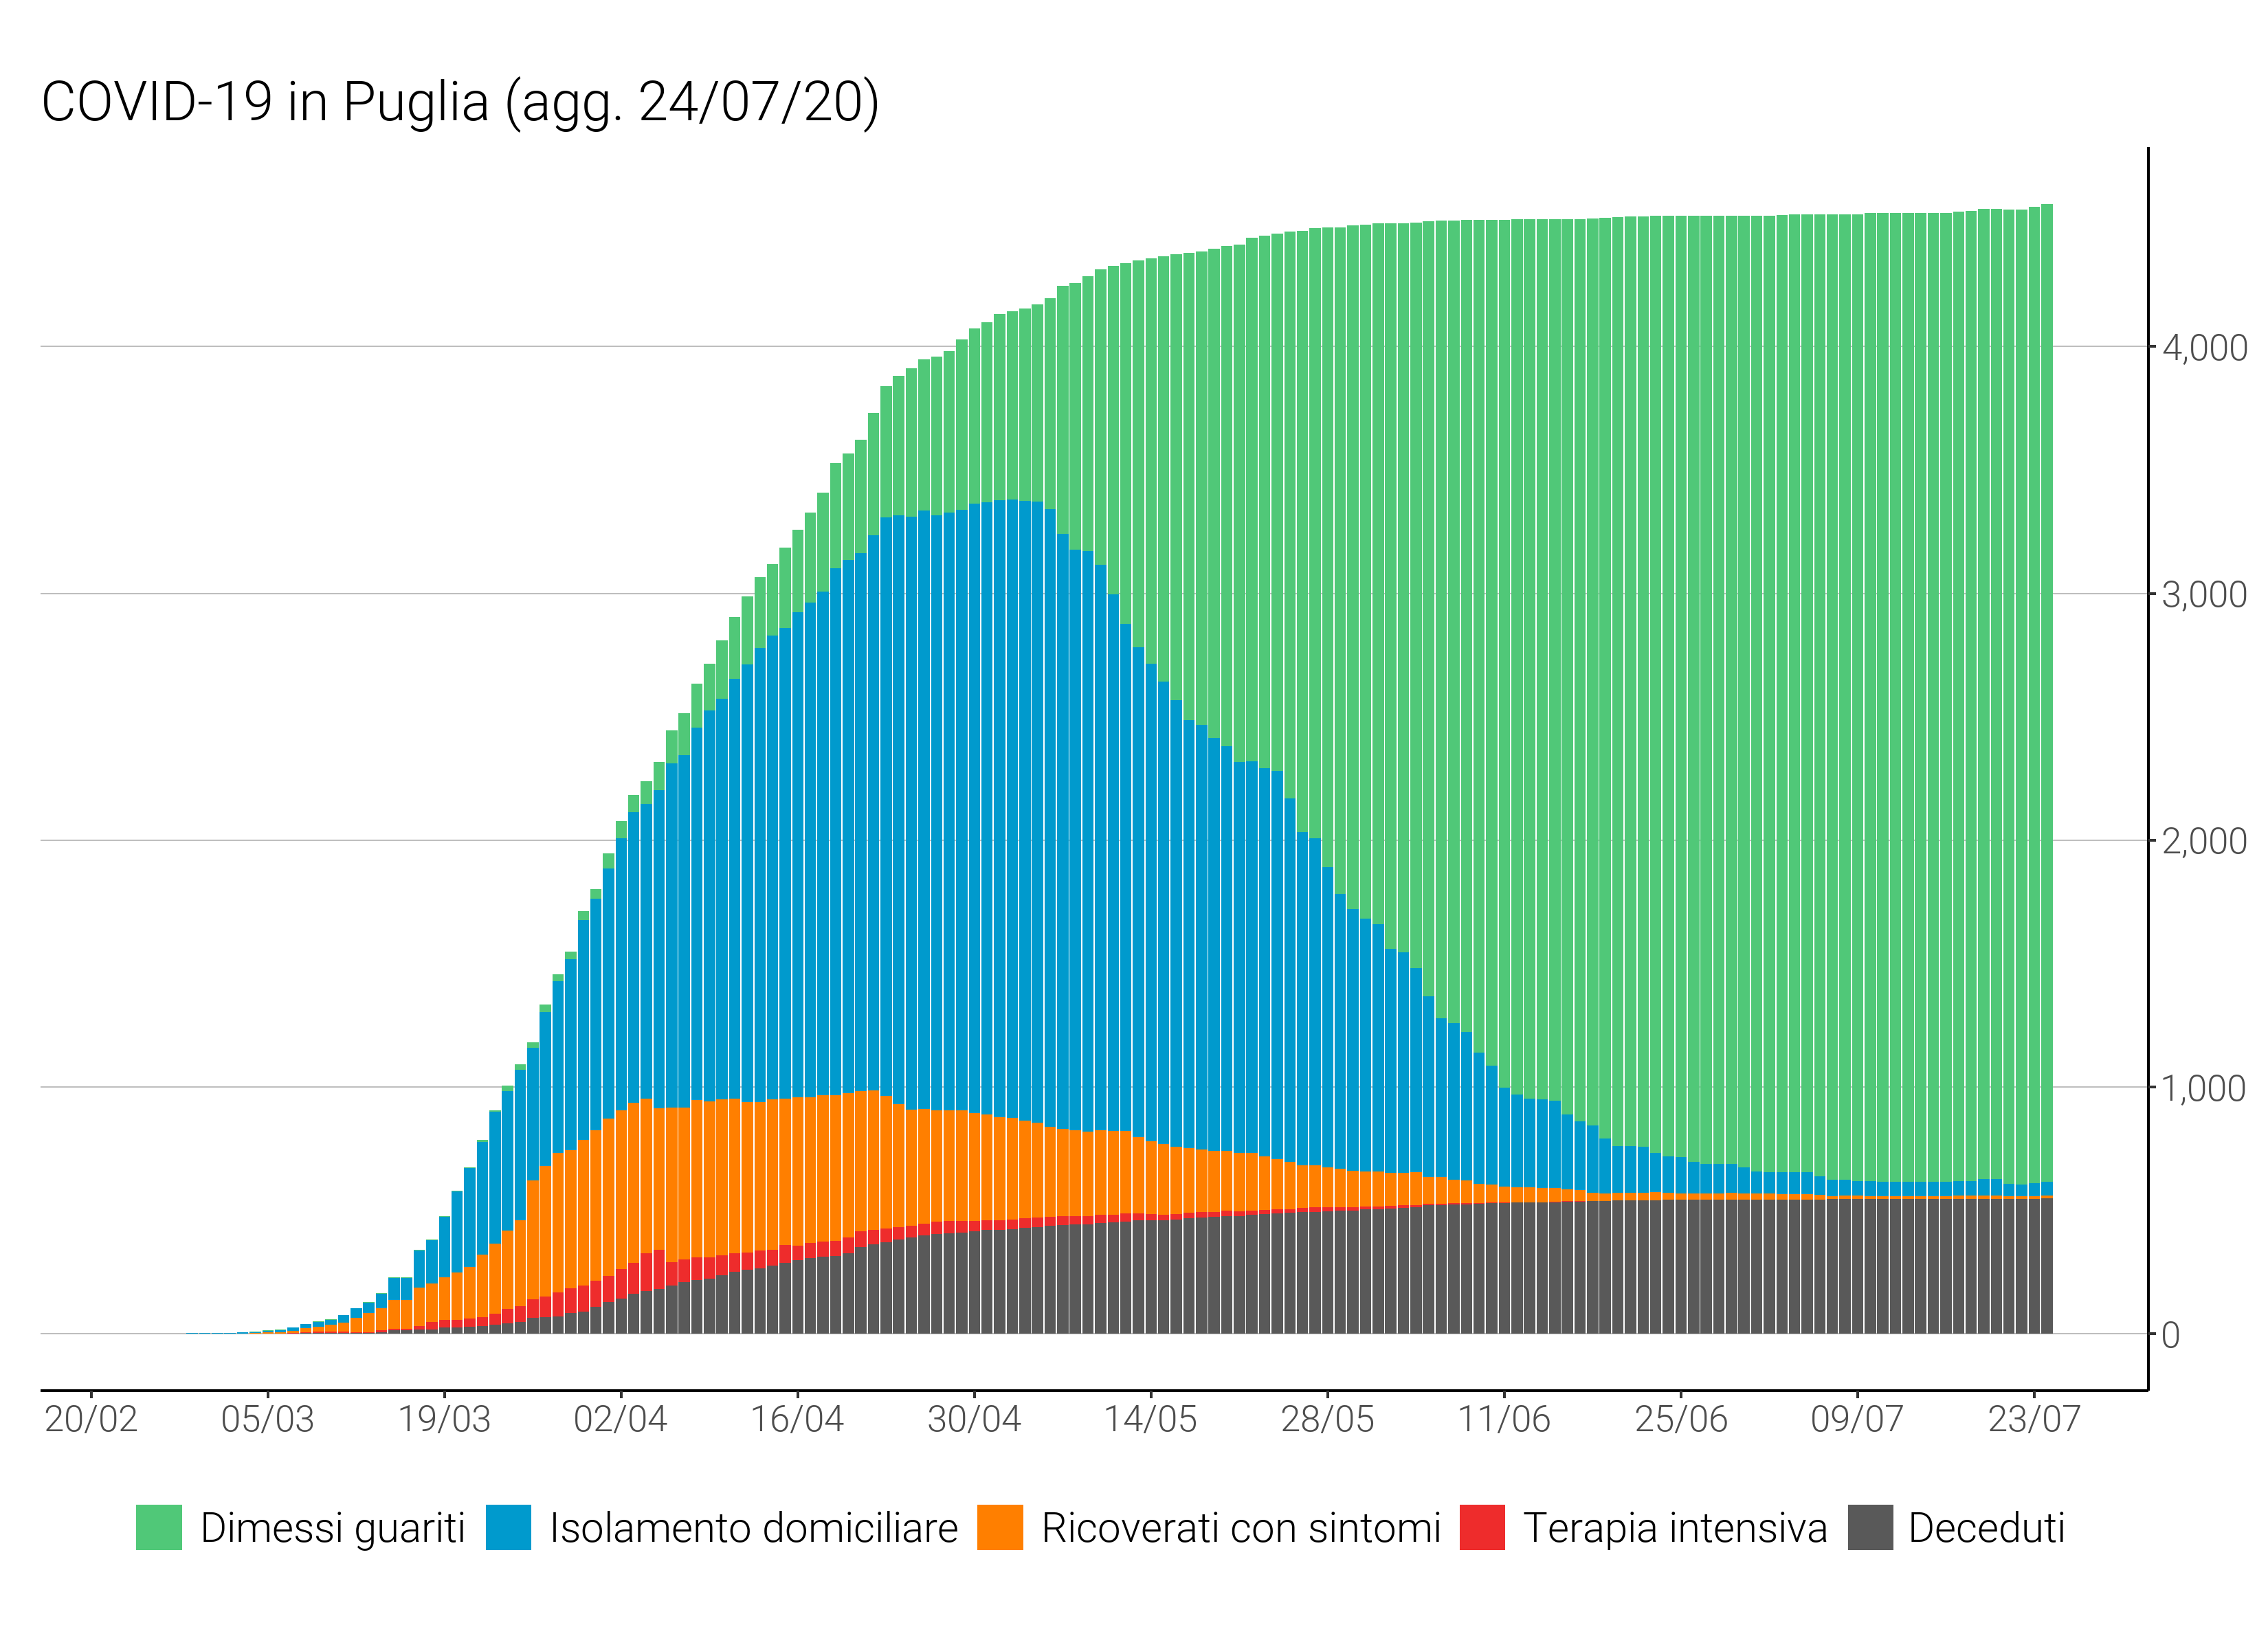 COVID-19 in Puglia (agg. 24/07/20)
4,000
3,000
2,000
1,000
0
20/02 05/03 19/03 02/04 16/04 30/04 14/05 28/05 11/06 25/06 09/07 23/07
Dimessi guariti Isolamento domiciliare Ricoverati con sintomi Terapia intensiva Deceduti